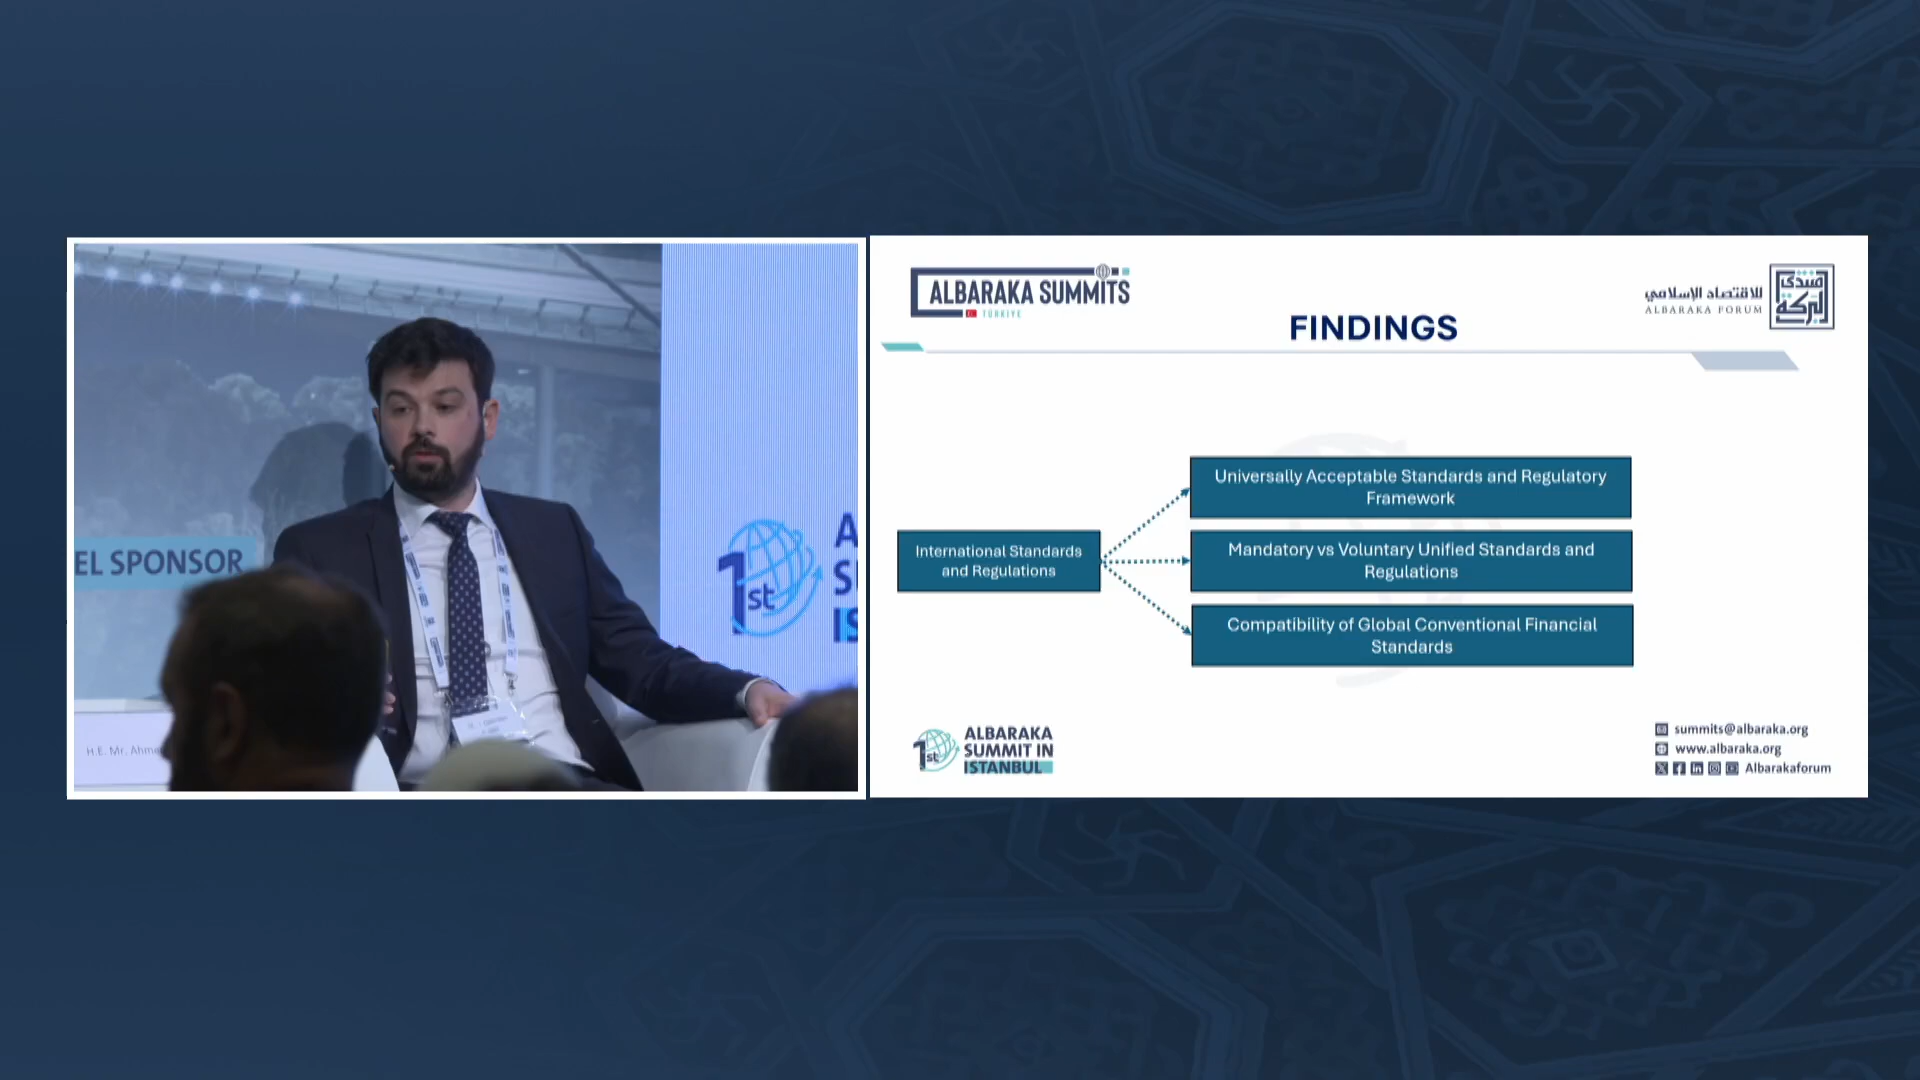 EL SPONSOR
1st
A
S
IS
H.E. Mr. Ahme
ALBARAKA SUMMITS
TÜRKİYE
FINDINGS
منتدى البركة
للاقتصاد الإسلامي
ALBARAKA FORUM
International Standards
and Regulations
Universally Acceptable Standards and Regulatory
Framework
Mandatory vs Voluntary Unified Standards and
Regulations
Compatibility of Global Conventional Financial
Standards
1st
ALBARAKA
SUMMIT IN
ISTANBUL
summits@albaraka.org
www.albaraka.org
Albarakaforum